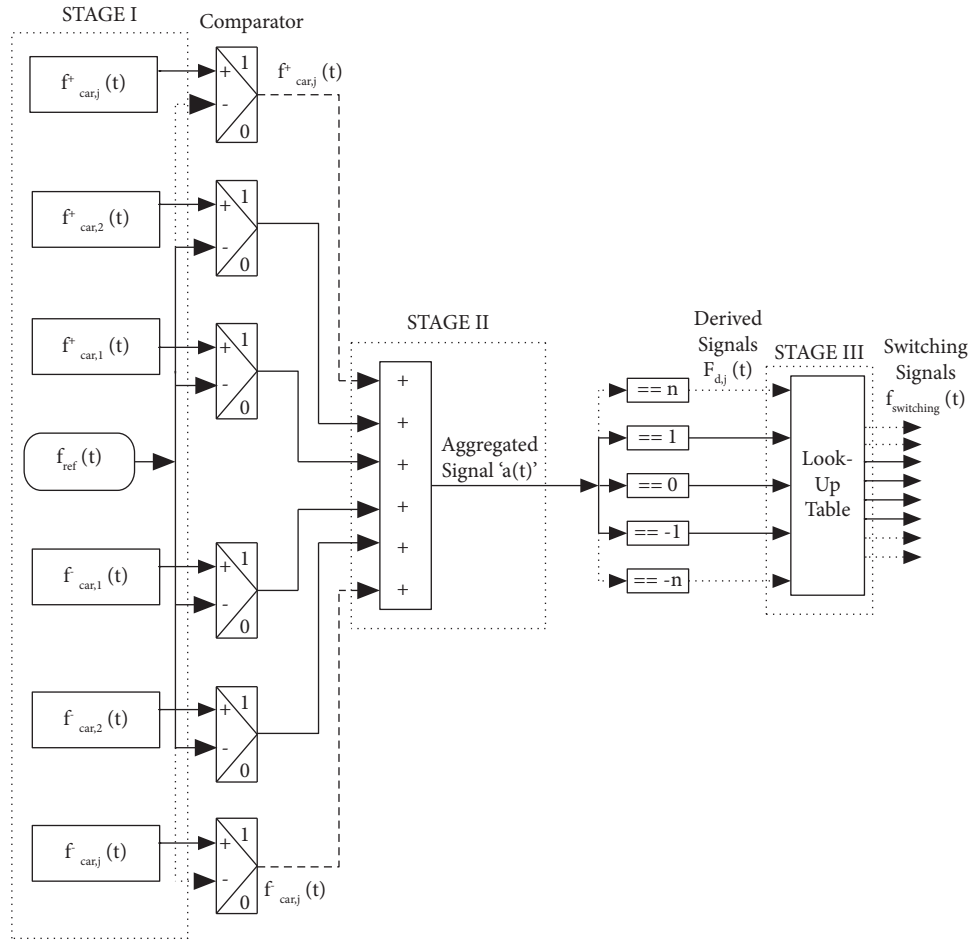 STAGE I
Comparator
f⁺car,j (t)
+ 1
- 0
f⁺car,j (t)
f⁺car,2 (t)
+ 1
- 0
f⁺car,1 (t)
+ 1
- 0
fref (t)
f⁻car,1 (t)
+ 1
- 0
f⁻car,2 (t)
+ 1
- 0
f⁻car,j (t)
+ 1
- 0
f⁻car,j (t)
STAGE II
+
+
+
+
+
+
Aggregated
Signal ‘a(t)’
== n
== 1
== 0
== -1
== -n
Derived
Signals
Fd,j (t)
STAGE III
Look-
Up
Table
Switching
Signals
fswitching (t)